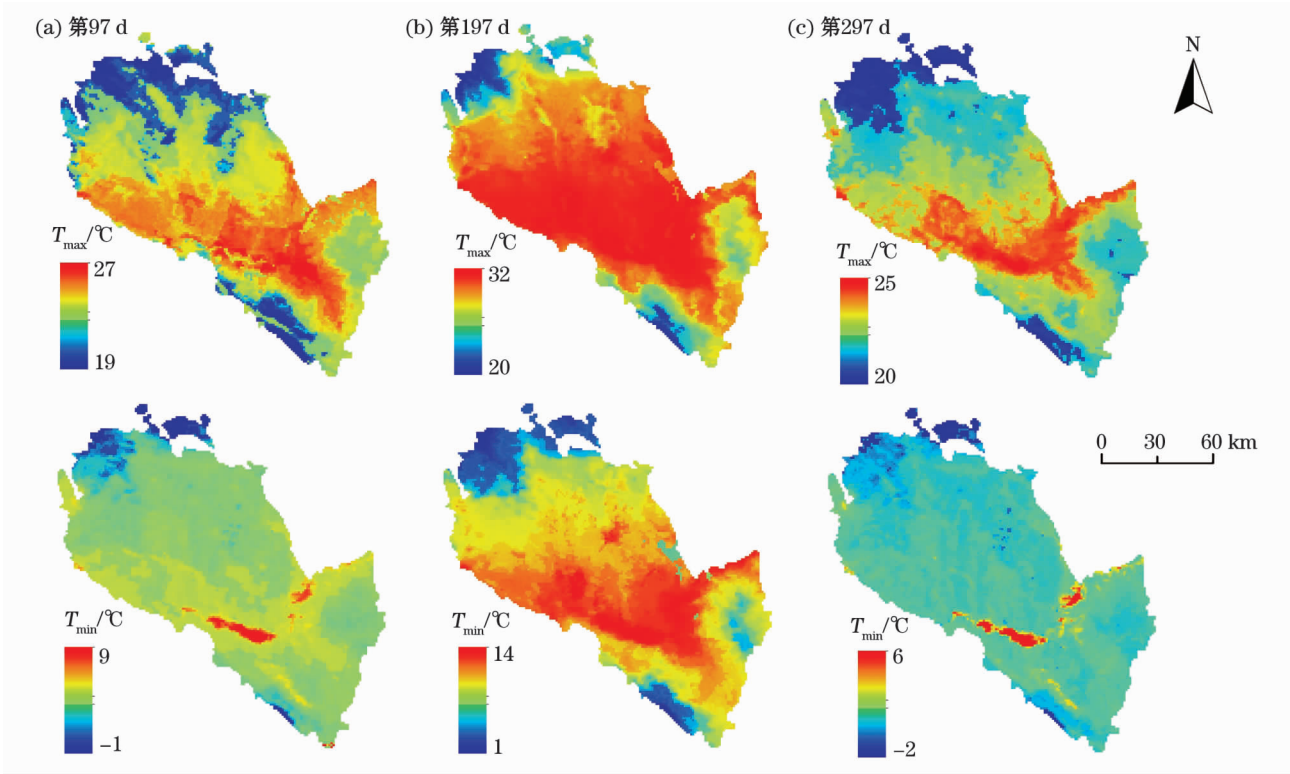 (a) 第97 d
(b) 第197 d
(c) 第297 d
N
Tmax/℃
27
19
Tmax/℃
32
20
Tmax/℃
25
20
0 30 60 km
Tmin/℃
9
−1
Tmin/℃
14
1
Tmin/℃
6
−2